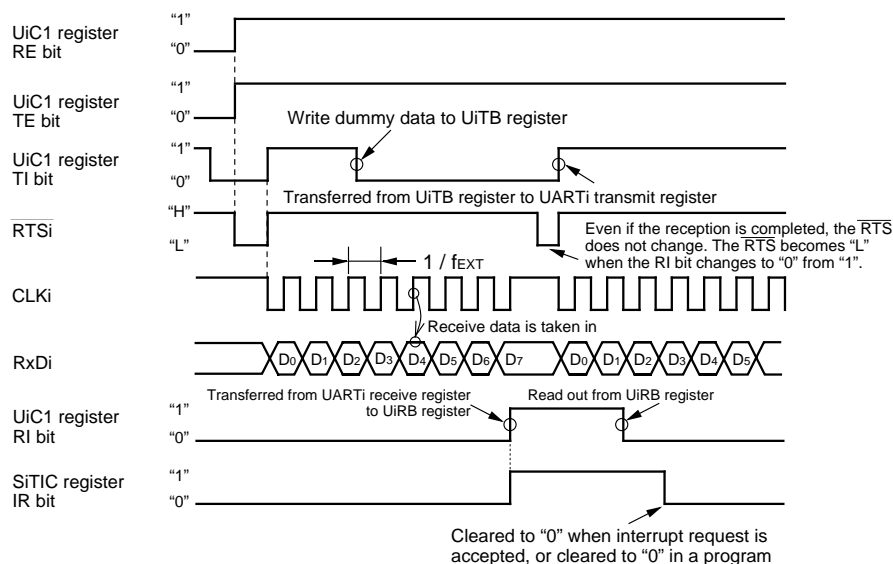 UiC1 register
RE bit
“1”
“0”
UiC1 register
TE bit
“1”
“0”
Write dummy data to UiTB register
UiC1 register
TI bit
“1”
“0”
Transferred from UiTB register to UARTi transmit register
RTSi
“H”
“L”
Even if the reception is completed, the RTS
does not change. The RTS becomes “L”
when the RI bit changes to “0” from “1”.
1 / fEXT
CLKi
Receive data is taken in
RxDi
D0 D1 D2 D3 D4 D5 D6 D7 D0 D1 D2 D3 D4 D5
Transferred from UARTi receive register
to UiRB register
Read out from UiRB register
UiC1 register
RI bit
“1”
“0”
SiTIC register
IR bit
“1”
“0”
Cleared to “0” when interrupt request is
accepted, or cleared to “0” in a program